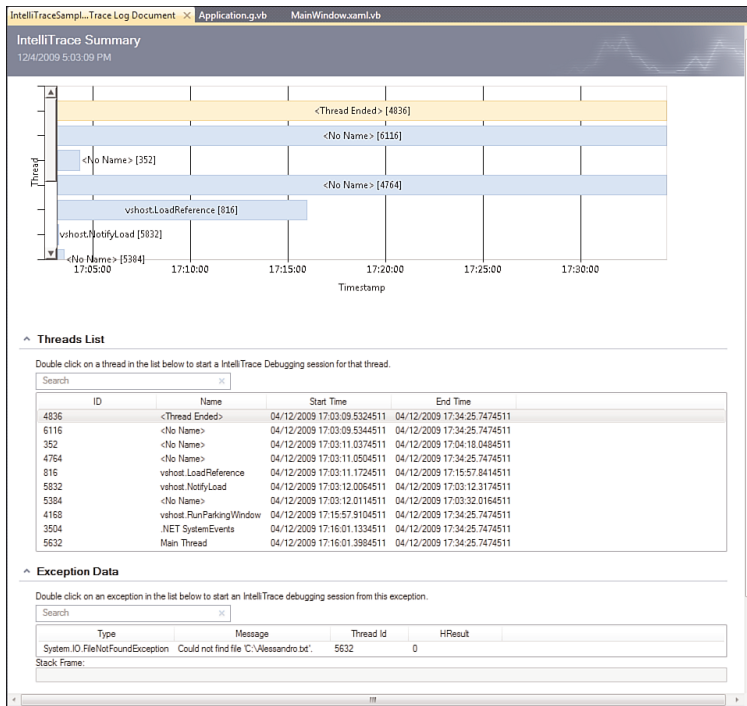 IntelliTraceSampl...Trace Log Document × Application.g.vb MainWindow.xaml.vb
IntelliTrace Summary
12/4/2009 5:03:09 PM
Thread
<Thread Ended> [4836]
<No Name> [6116]
<No Name> [352]
<No Name> [4764]
vshost.LoadReference [816]
vshost.NotifyLoad [5832]
<No Name> [5384]
17:05:00 17:10:00 17:15:00 17:20:00 17:25:00 17:30:00
Timestamp
Threads List
Double click on a thread in the list below to start a IntelliTrace Debugging session for that thread.
Search
ID Name Start Time End Time
4836 <Thread Ended> 04/12/2009 17:03:09.5324511 04/12/2009 17:34:25.7474511
6116 <No Name> 04/12/2009 17:03:09.5344511 04/12/2009 17:34:25.7474511
352 <No Name> 04/12/2009 17:03:11.0374511 04/12/2009 17:04:18.0484511
4764 <No Name> 04/12/2009 17:03:11.0504511 04/12/2009 17:34:25.7474511
816 vshost.LoadReference 04/12/2009 17:03:11.1724511 04/12/2009 17:15:57.8414511
5832 vshost.NotifyLoad 04/12/2009 17:03:12.0064511 04/12/2009 17:03:12.3174511
5384 <No Name> 04/12/2009 17:03:12.0114511 04/12/2009 17:03:32.0164511
4168 vshost.RunParkingWindow 04/12/2009 17:15:57.9104511 04/12/2009 17:34:25.7474511
3504 .NET SystemEvents 04/12/2009 17:16:01.1334511 04/12/2009 17:34:25.7474511
5632 Main Thread 04/12/2009 17:16:01.3984511 04/12/2009 17:34:25.7474511
Exception Data
Double click on an exception in the list below to start an IntelliTrace debugging session from this exception.
Search
Type Message Thread Id HResult
System.IO.FileNotFoundException Could not find file 'C:\Alessandro.txt'. 5632 0
Stack Frame: